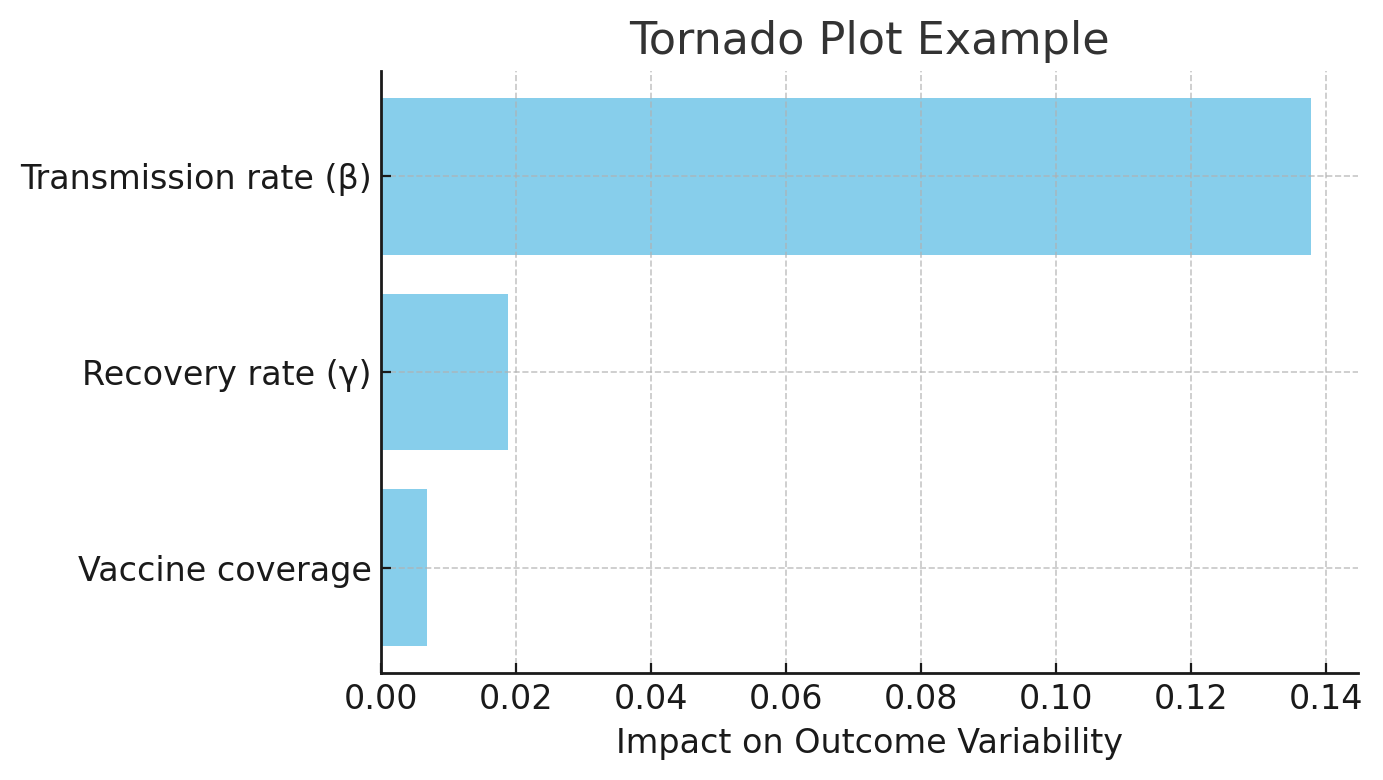 Tornado Plot Example
Transmission rate (β)
Recovery rate (γ)
Vaccine coverage
0.00 0.02 0.04 0.06 0.08 0.10 0.12 0.14
Impact on Outcome Variability